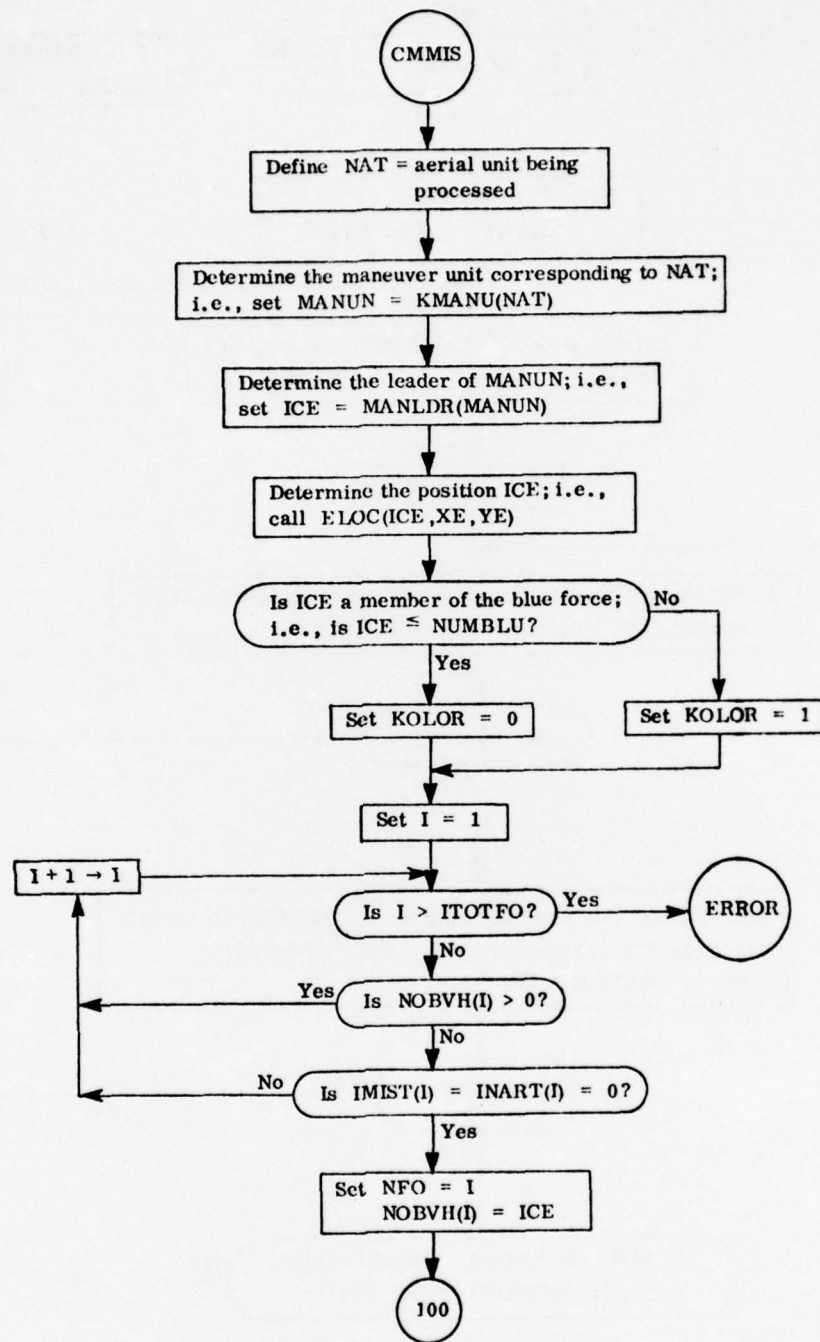 CMMIS
Define NAT = aerial unit being
processed
Determine the maneuver unit corresponding to NAT;
i.e., set MANUN = KMANU(NAT)
Determine the leader of MANUN; i.e.,
set ICE = MANLDR(MANUN)
Determine the position ICE; i.e.,
call ELOC(ICE,XE,YE)
Is ICE a member of the blue force;
i.e., is ICE ≤ NUMBLU?
No
Yes
Set KOLOR = 0
Set KOLOR = 1
Set I = 1
I + 1 → I
Is I > ITOTFO?
Yes
ERROR
No
Yes
Is NOBVH(I) > 0?
No
No
Is IMIST(I) = INART(I) = 0?
Yes
Set NFO = I
NOBVH(I) = ICE
100